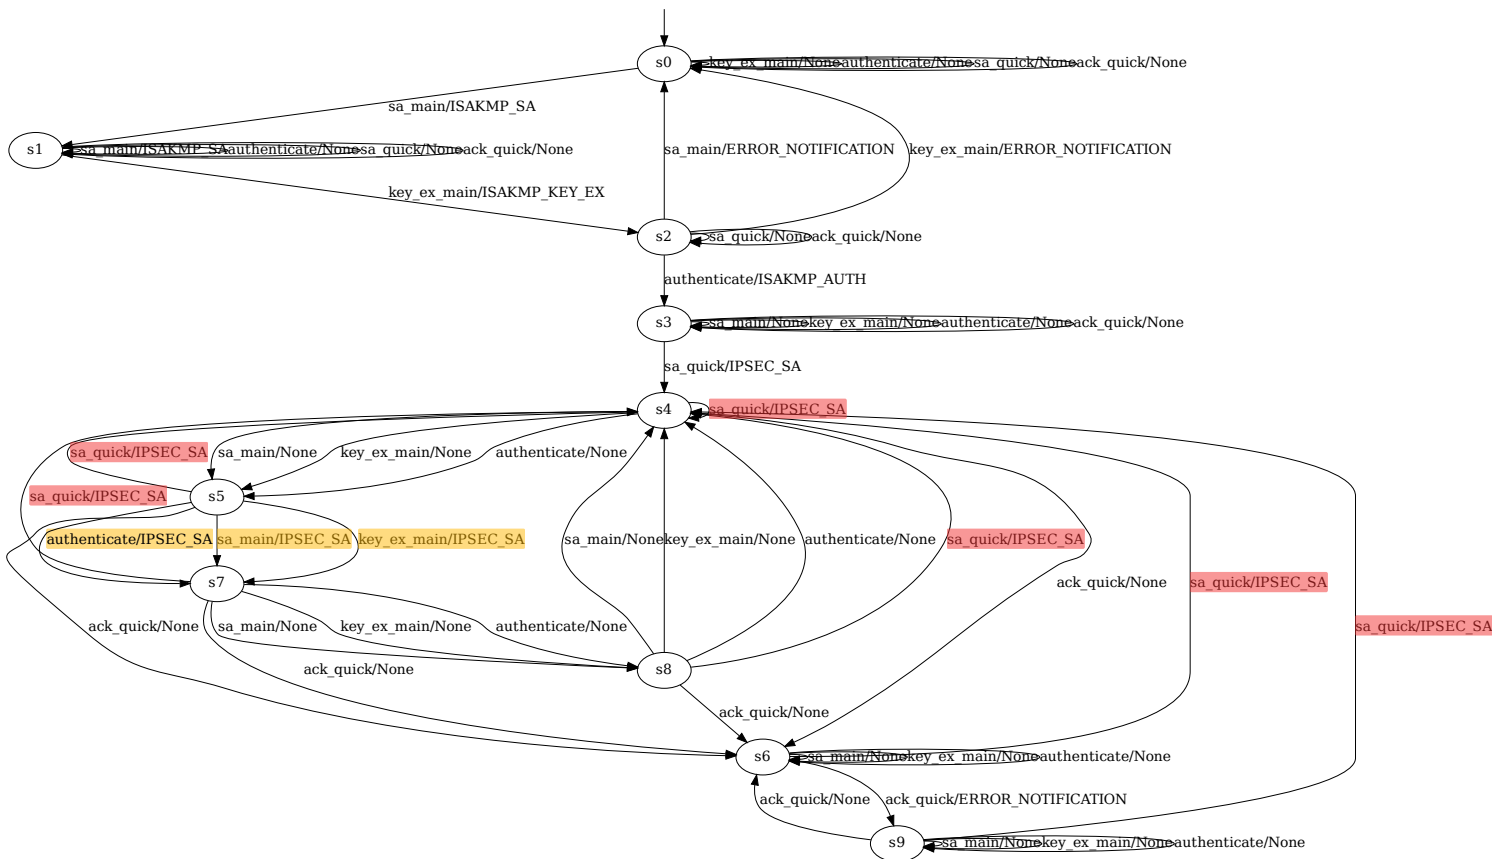 s0
key_ex_main/None
authenticate/None
sa_quick/None
ack_quick/None
sa_main/ISAKMP_SA
s1
sa_main/ISAKMP_SA
authenticate/None
sa_quick/None
ack_quick/None
sa_main/ERROR_NOTIFICATION
key_ex_main/ERROR_NOTIFICATION
key_ex_main/ISAKMP_KEY_EX
s2
sa_quick/None
ack_quick/None
authenticate/ISAKMP_AUTH
s3
sa_main/None
key_ex_main/None
authenticate/None
ack_quick/None
sa_quick/IPSEC_SA
s4
sa_quick/IPSEC_SA
sa_quick/IPSEC_SA
sa_main/None
key_ex_main/None
authenticate/None
sa_quick/IPSEC_SA
s5
authenticate/IPSEC_SA
sa_main/IPSEC_SA
key_ex_main/IPSEC_SA
sa_main/None
key_ex_main/None
authenticate/None
sa_quick/IPSEC_SA
s7
ack_quick/None
sa_quick/IPSEC_SA
ack_quick/None
sa_main/None
key_ex_main/None
authenticate/None
sa_quick/IPSEC_SA
ack_quick/None
s8
ack_quick/None
s6
sa_main/None
key_ex_main/None
authenticate/None
ack_quick/None
ack_quick/ERROR_NOTIFICATION
s9
sa_main/None
key_ex_main/None
authenticate/None